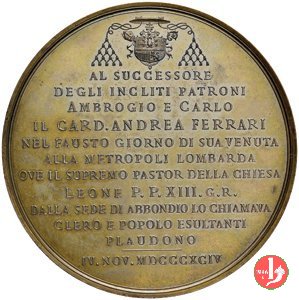 AL SUCCESSORE
DEGLI INCLITI PATRONI
AMBROGIO E CARLO
IL CARD. ANDREA FERRARI
NEL FAUSTO GIORNO DI SUA VENUTA
ALLA METROPOLI LOMBARDA
OVE IL SUPREMO PASTOR DELLA CHIESA
LEONE P.P. XIII. G.R.
DALLA SEDE DI ABBONDIO LO CHIAMAVA
CLERO E POPOLO ESULTANTI
PLAUDONO
IV. NOV. MDCCCXCIV